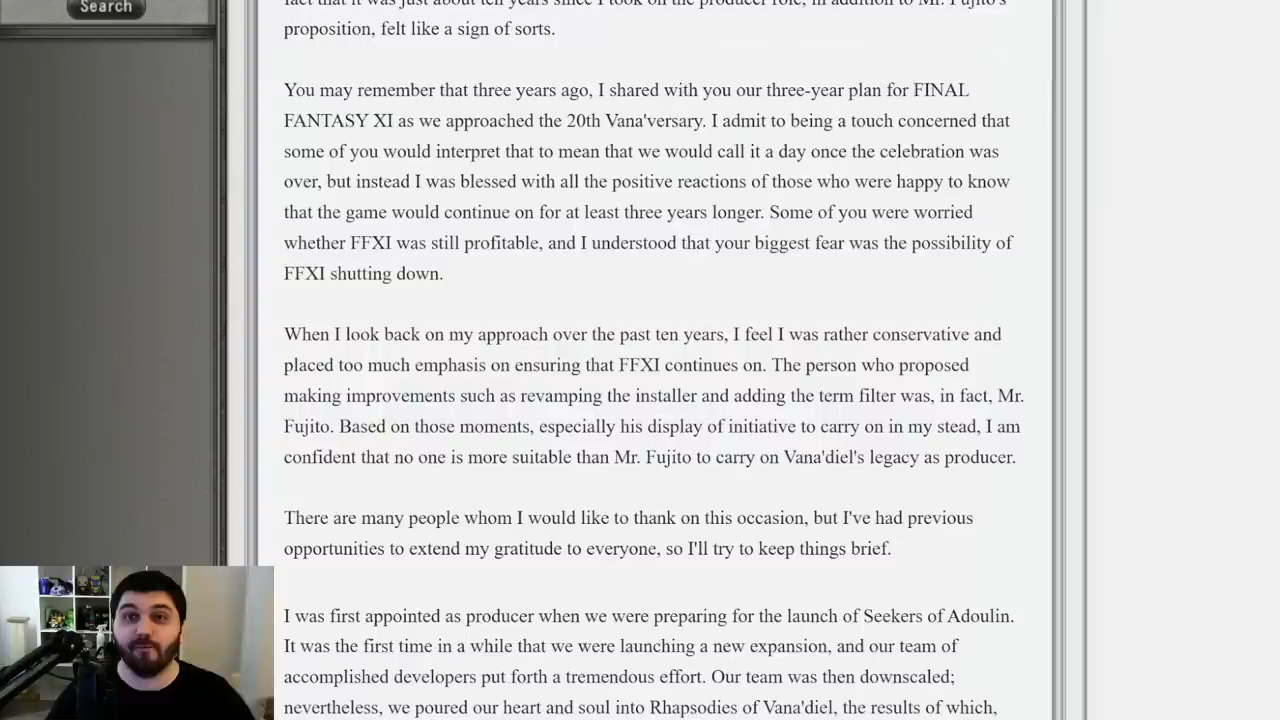 Search
fact that it was just about ten years since I took on the producer role, in addition to Mr. Fujito's
proposition, felt like a sign of sorts.
You may remember that three years ago, I shared with you our three-year plan for FINAL
FANTASY XI as we approached the 20th Vana'versary. I admit to being a touch concerned that
some of you would interpret that to mean that we would call it a day once the celebration was
over, but instead I was blessed with all the positive reactions of those who were happy to know
that the game would continue on for at least three years longer. Some of you were worried
whether FFXI was still profitable, and I understood that your biggest fear was the possibility of
FFXI shutting down.
When I look back on my approach over the past ten years, I feel I was rather conservative and
placed too much emphasis on ensuring that FFXI continues on. The person who proposed
making improvements such as revamping the installer and adding the term filter was, in fact, Mr.
Fujito. Based on those moments, especially his display of initiative to carry on in my stead, I am
confident that no one is more suitable than Mr. Fujito to carry on Vana'diel's legacy as producer.
There are many people whom I would like to thank on this occasion, but I've had previous
opportunities to extend my gratitude to everyone, so I'll try to keep things brief.
I was first appointed as producer when we were preparing for the launch of Seekers of Adoulin.
It was the first time in a while that we were launching a new expansion, and our team of
accomplished developers put forth a tremendous effort. Our team was then downscaled;
nevertheless, we poured our heart and soul into Rhapsodies of Vana'diel, the results of which,